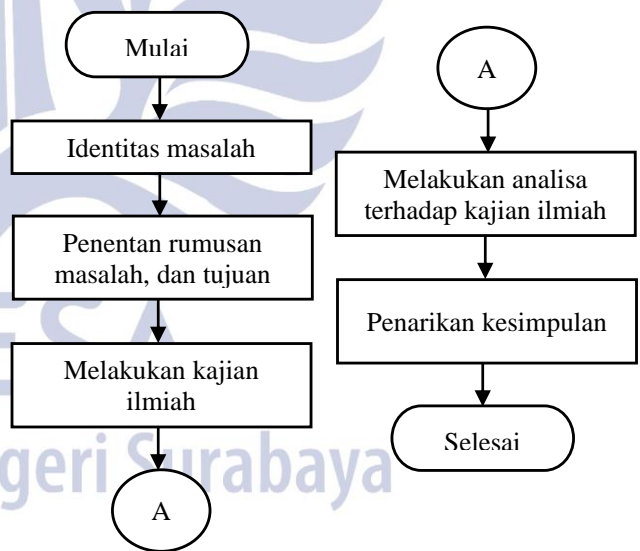 Mulai
Identitas masalah
Penentan rumusan
masalah, dan tujuan
Melakukan kajian
ilmiah
A
A
Melakukan analisa
terhadap kajian ilmiah
Penarikan kesimpulan
Selesai
geri Surabaya